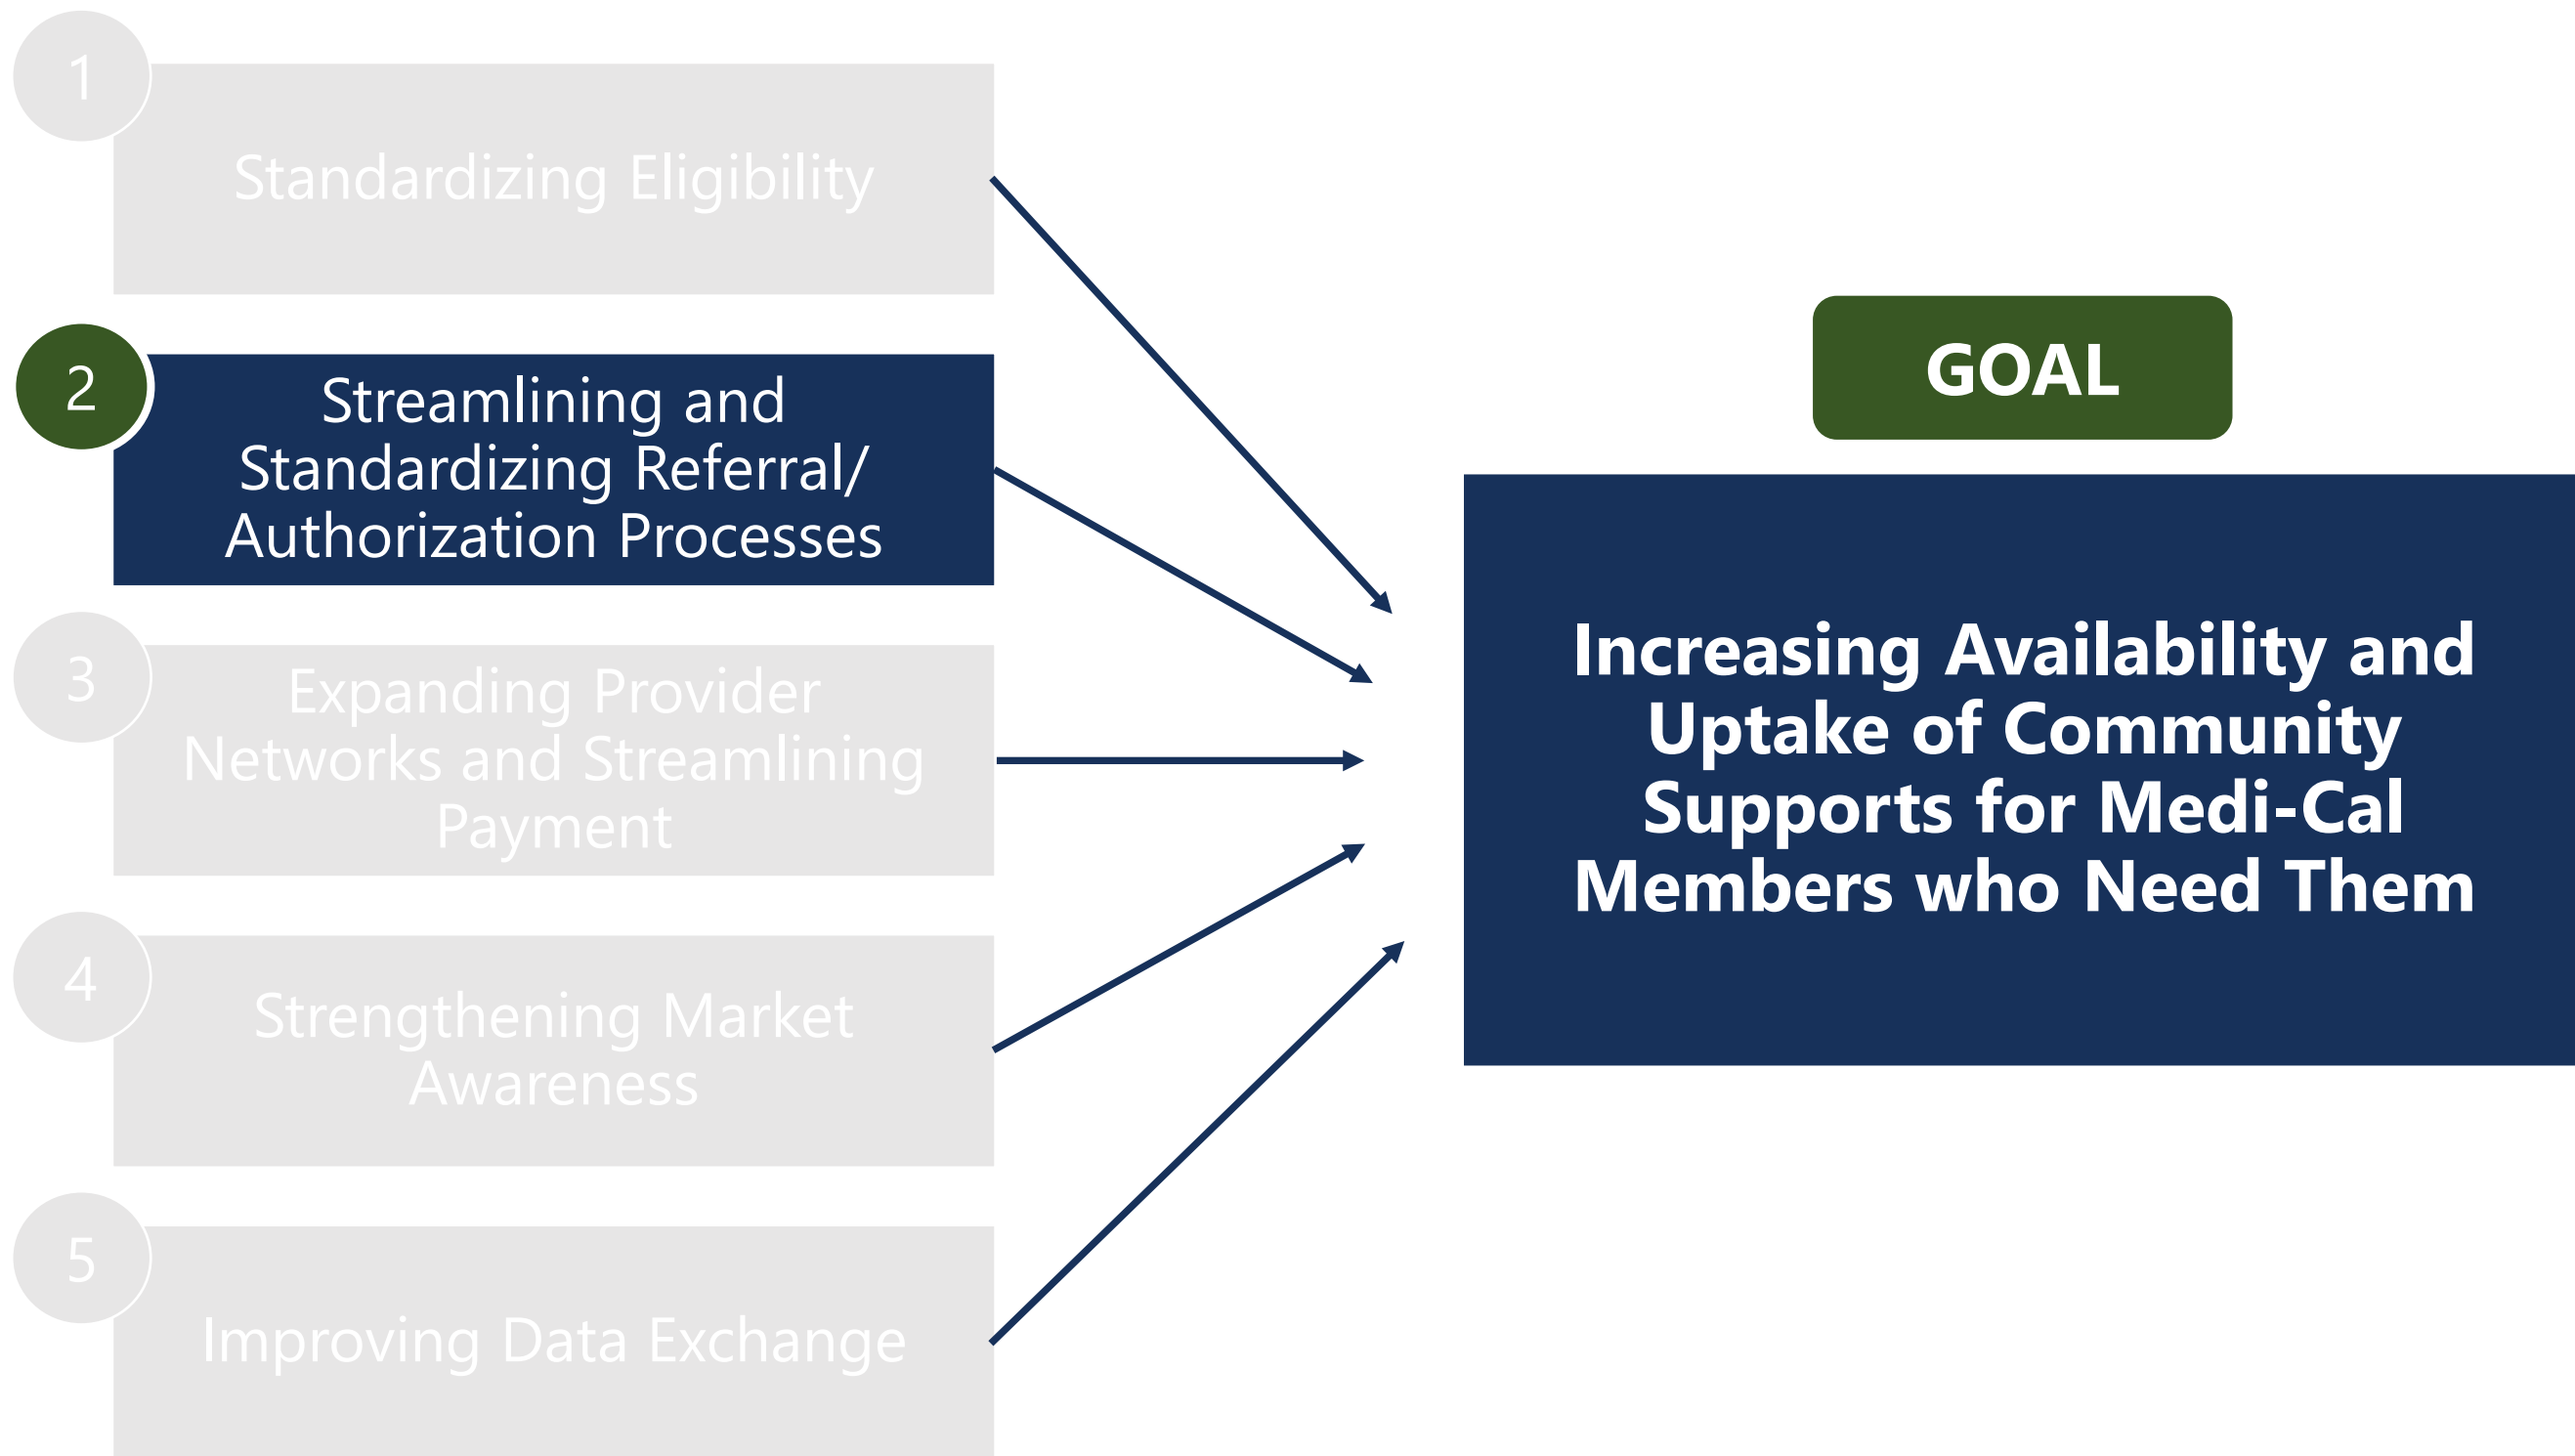 1
Standardizing Eligibility
2
Streamlining and
Standardizing Referral/
Authorization Processes
3
Expanding Provider
Networks and Streamlining
Payment
4
Strengthening Market
Awareness
5
Improving Data Exchange
GOAL
Increasing Availability and
Uptake of Community
Supports for Medi-Cal
Members who Need Them